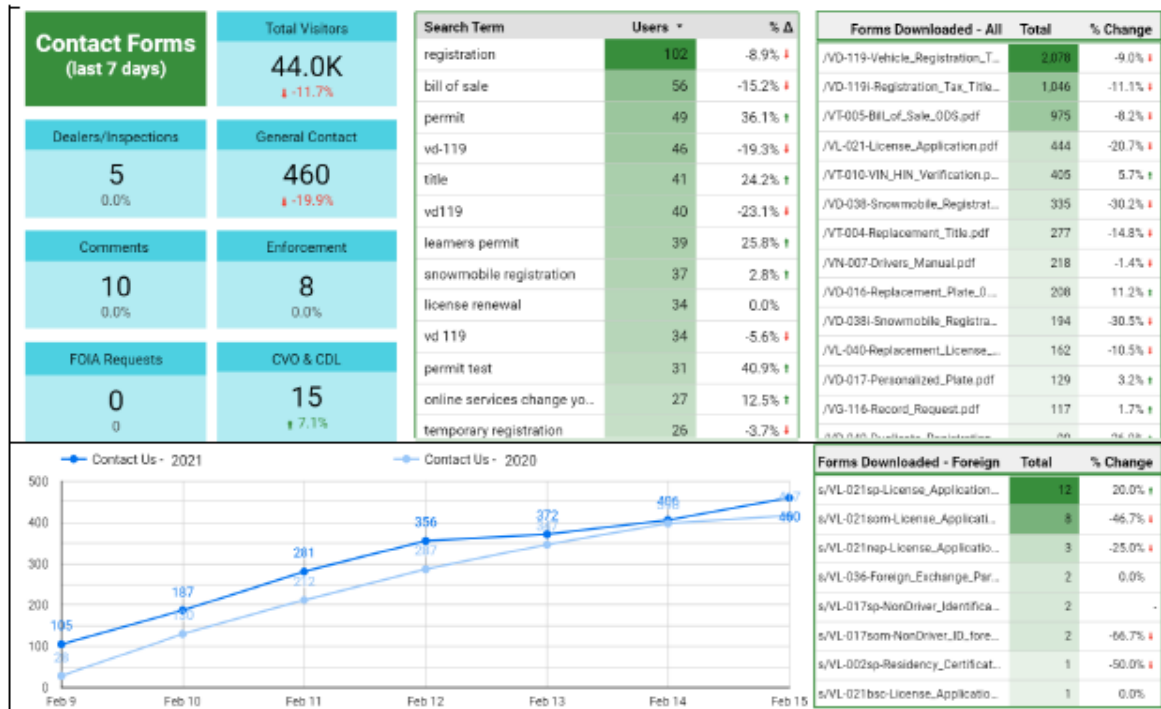 Contact Forms
(last 7 days)
Total Visitors
44.0K
-11.7%
Dealers/Inspections
5
0.0%
General Contact
460
-19.9%
Comments
10
0.0%
Enforcement
8
0.0%
FOIA Requests
0
0
CVO & CDL
15
7.1%
Search Term Users % Δ
registration 102 -8.9%
bill of sale 56 -15.2%
permit 49 36.1%
vd-119 46 -19.3%
title 41 24.2%
vd119 40 -23.1%
learners permit 39 25.8%
snowmobile registration 37 2.8%
license renewal 34 0.0%
vd 119 34 -5.6%
permit test 31 40.9%
online services change yo... 27 12.5%
temporary registration 26 -3.7%
Forms Downloaded - All Total % Change
/VD-119-Vehicle_Registration_T... 2,078 -9.0%
/VD-119i-Registration_Tax_Title... 1,046 -11.1%
/VT-005-Bill_of_Sale_ODS.pdf 975 -8.2%
/VL-021-License_Application.pdf 444 -20.7%
/VT-010-VIN_HIN_Verification.p... 405 5.7%
/VD-038-Snowmobile_Registrat... 335 -30.2%
/VT-004-Replacement_Title.pdf 277 -14.8%
/VN-007-Drivers_Manual.pdf 218 -1.4%
/VD-016-Replacement_Plate_0... 208 11.2%
/VD-038i-Snowmobile_Registra... 194 -30.5%
/VL-040-Replacement_License_... 162 -10.5%
/VD-017-Personalized_Plate.pdf 129 3.2%
/VG-116-Record_Request.pdf 117 1.7%
Contact Us - 2021 Contact Us - 2020
500
400
300
200
100
0
105
187
281
356
372
406
460
28
130
212
287
Feb 9 Feb 10 Feb 11 Feb 12 Feb 13 Feb 14 Feb 15
Forms Downloaded - Foreign Total % Change
s/VL-021sp-License_Application... 12 20.0%
s/VL-021som-License_Applicati... 8 -46.7%
s/VL-021nep-License_Applicatio... 3 -25.0%
s/VL-036-Foreign_Exchange_Par... 2 0.0%
s/VL-017sp-NonDriver_Identifica... 2 -
s/VL-017som-NonDriver_ID_fore... 2 -66.7%
s/VL-002sp-Residency_Certificat... 1 -50.0%
s/VL-021bsc-License_Applicatio... 1 0.0%